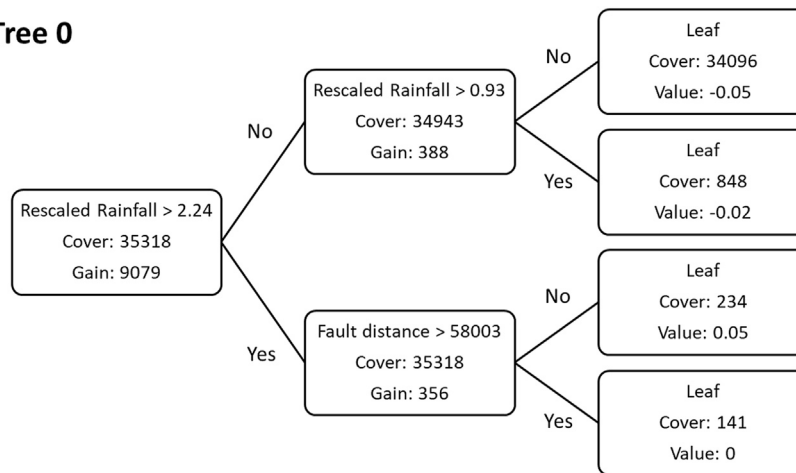 Tree 0
Rescaled Rainfall > 2.24
Cover: 35318
Gain: 9079
No
Yes
Rescaled Rainfall > 0.93
Cover: 34943
Gain: 388
No
Yes
Leaf
Cover: 34096
Value: -0.05
Leaf
Cover: 848
Value: -0.02
Fault distance > 58003
Cover: 35318
Gain: 356
No
Yes
Leaf
Cover: 234
Value: 0.05
Leaf
Cover: 141
Value: 0